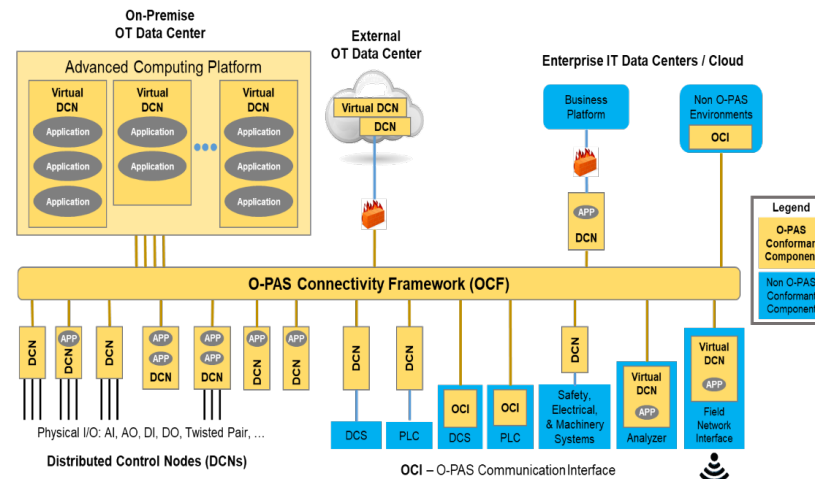 On-Premise
OT Data Center
External
OT Data Center
Enterprise IT Data Centers / Cloud
Advanced Computing Platform
Virtual
DCN
Application
Application
Application
Virtual
DCN
Application
Application
Virtual
DCN
Application
Application
Application
Virtual DCN
DCN
Business
Platform
APP
DCN
Non O-PAS
Environments
OCI
Legend
O-PAS
Conforman
Componen
Non O-PAS
Conformant
Component
O-PAS Connectivity Framework (OCF)
DCN
APP
DCN
DCN
APP
APP
DCN
APP
APP
DCN
APP
DCN
APP
DCN
DCN
DCS
DCN
PLC
OCI
DCS
OCI
PLC
DCN
Safety,
Electrical,
& Machinery
Systems
Virtual
DCN
APP
Analyzer
Virtual
DCN
APP
Field
Network
Interface
Physical I/O: AI, AO, DI, DO, Twisted Pair, …
Distributed Control Nodes (DCNs)
OCI – O-PAS Communication Interface